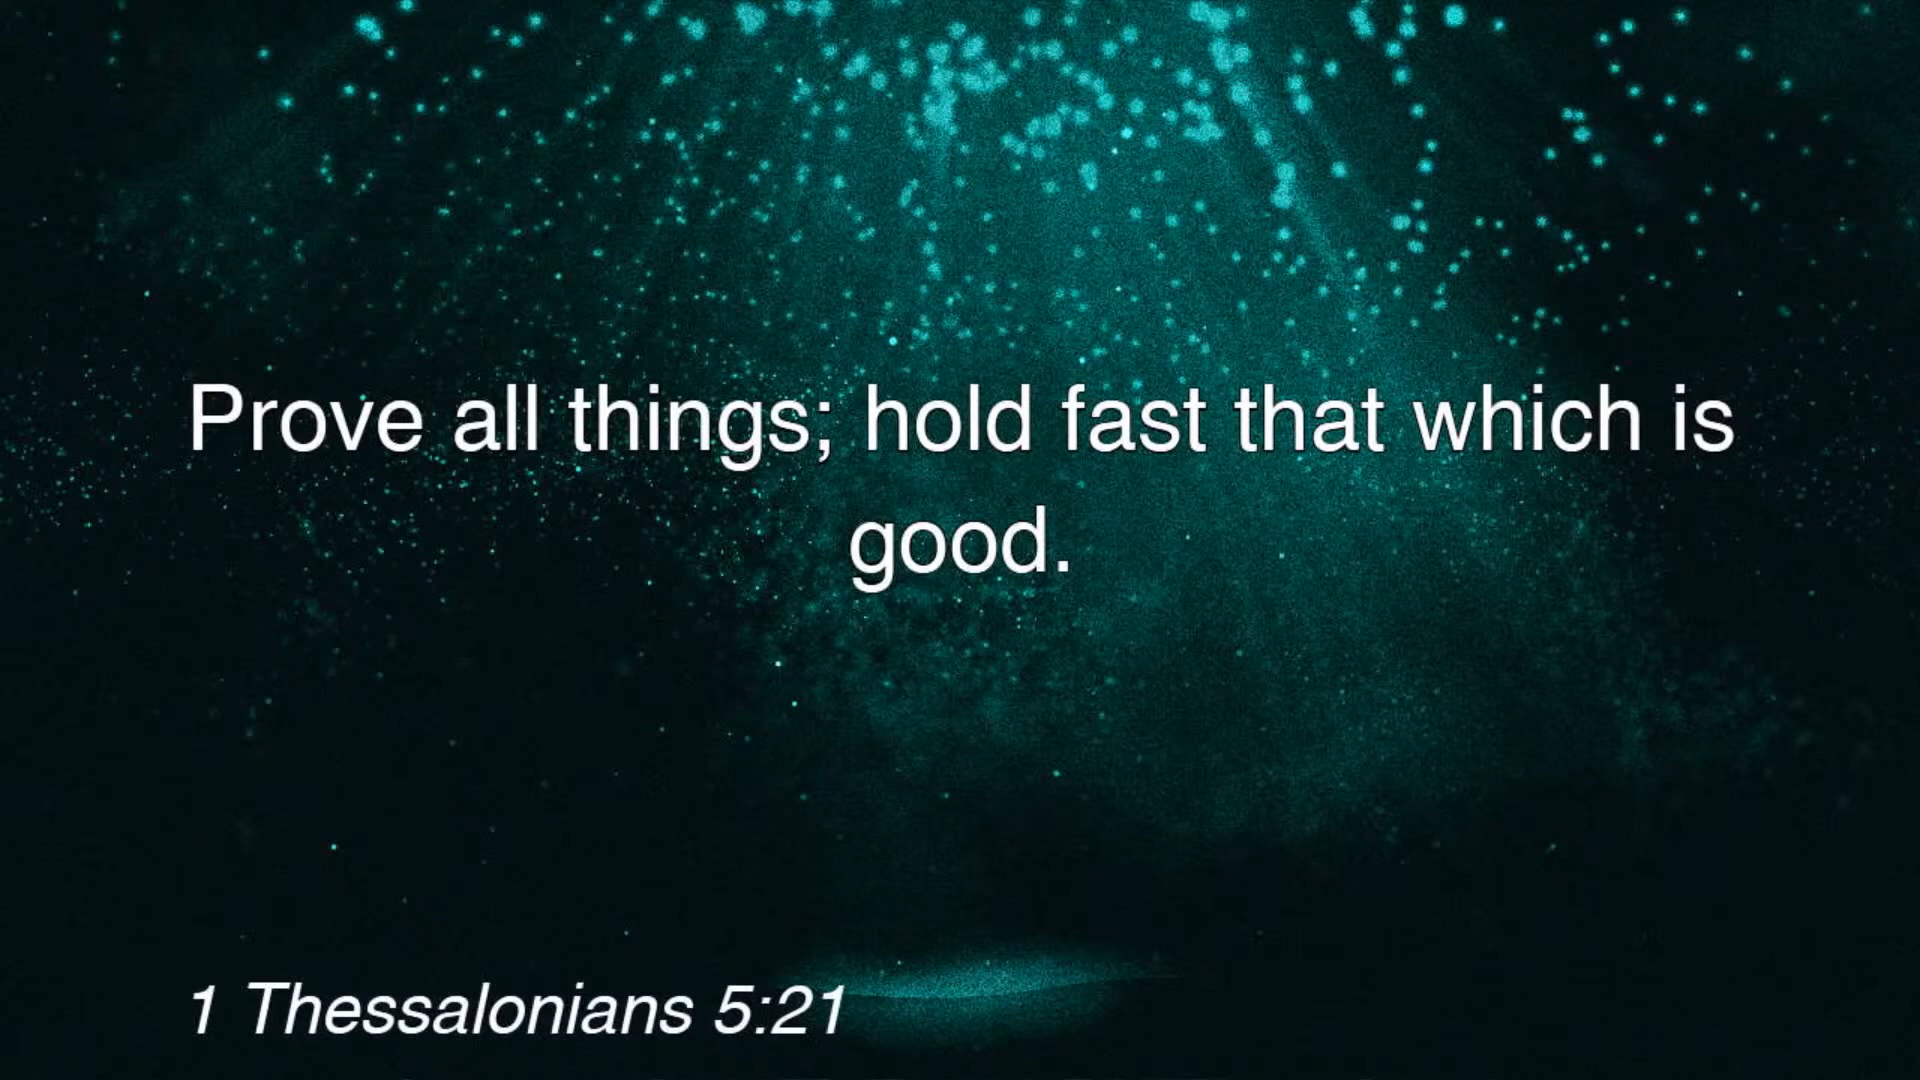 Prove all things; hold fast that which is
good.
1 Thessalonians 5:21